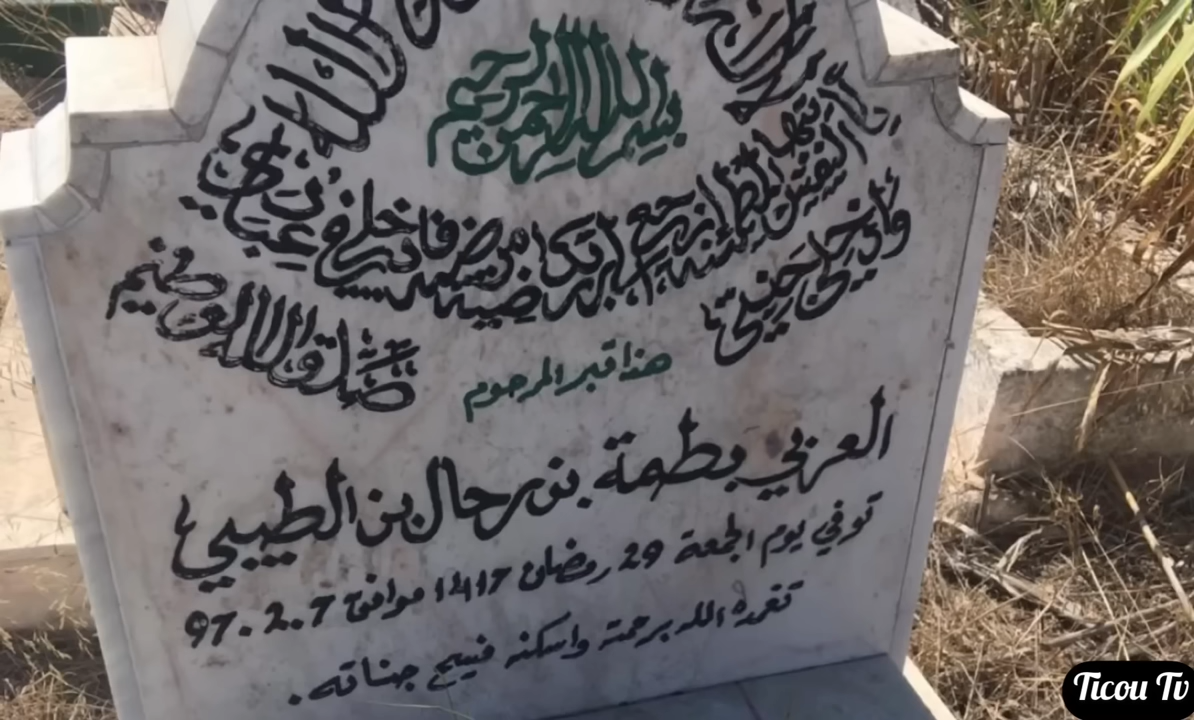 بسم الله الرحمن الرحيم
يا أيتها النفس المطمئنة ارجعي إلى ربك راضية مرضية فادخلي في عبادي
وادخلي جنتي
صدق الله العظيم
هذا قبر المرحوم
العربي بطمة بن رحال بن الطيبي
توفي يوم الجمعة 29 رمضان 1417 موافق 7.2.97
تغمده الله برحمته واسكنه فسيح جناته.
Ticou Tv